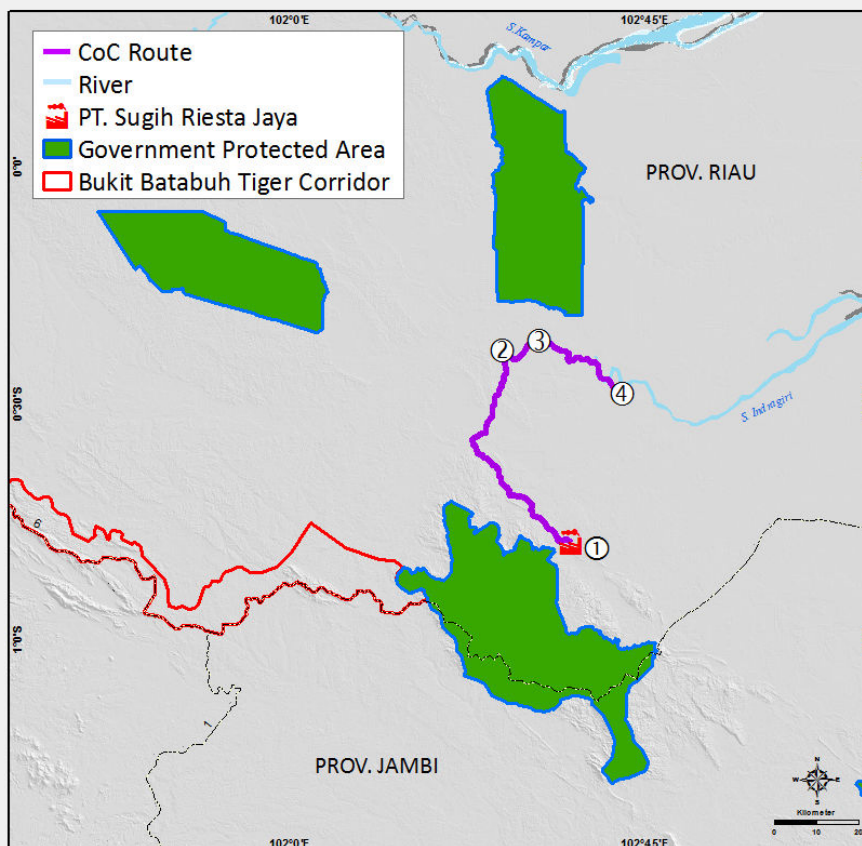 102°0'E
102°45'E
CoC Route
River
PT. Sugih Riesta Jaya
Government Protected Area
Bukit Batabuh Tiger Corridor
S.Kampar
PROV. RIAU
0°0'
2
3
4
0°30'S
S. Indragiri
1
6
1°0'S
1
PROV. JAMBI
N
W
E
S
Kilometer
0
10
20
102°0'E
102°45'E